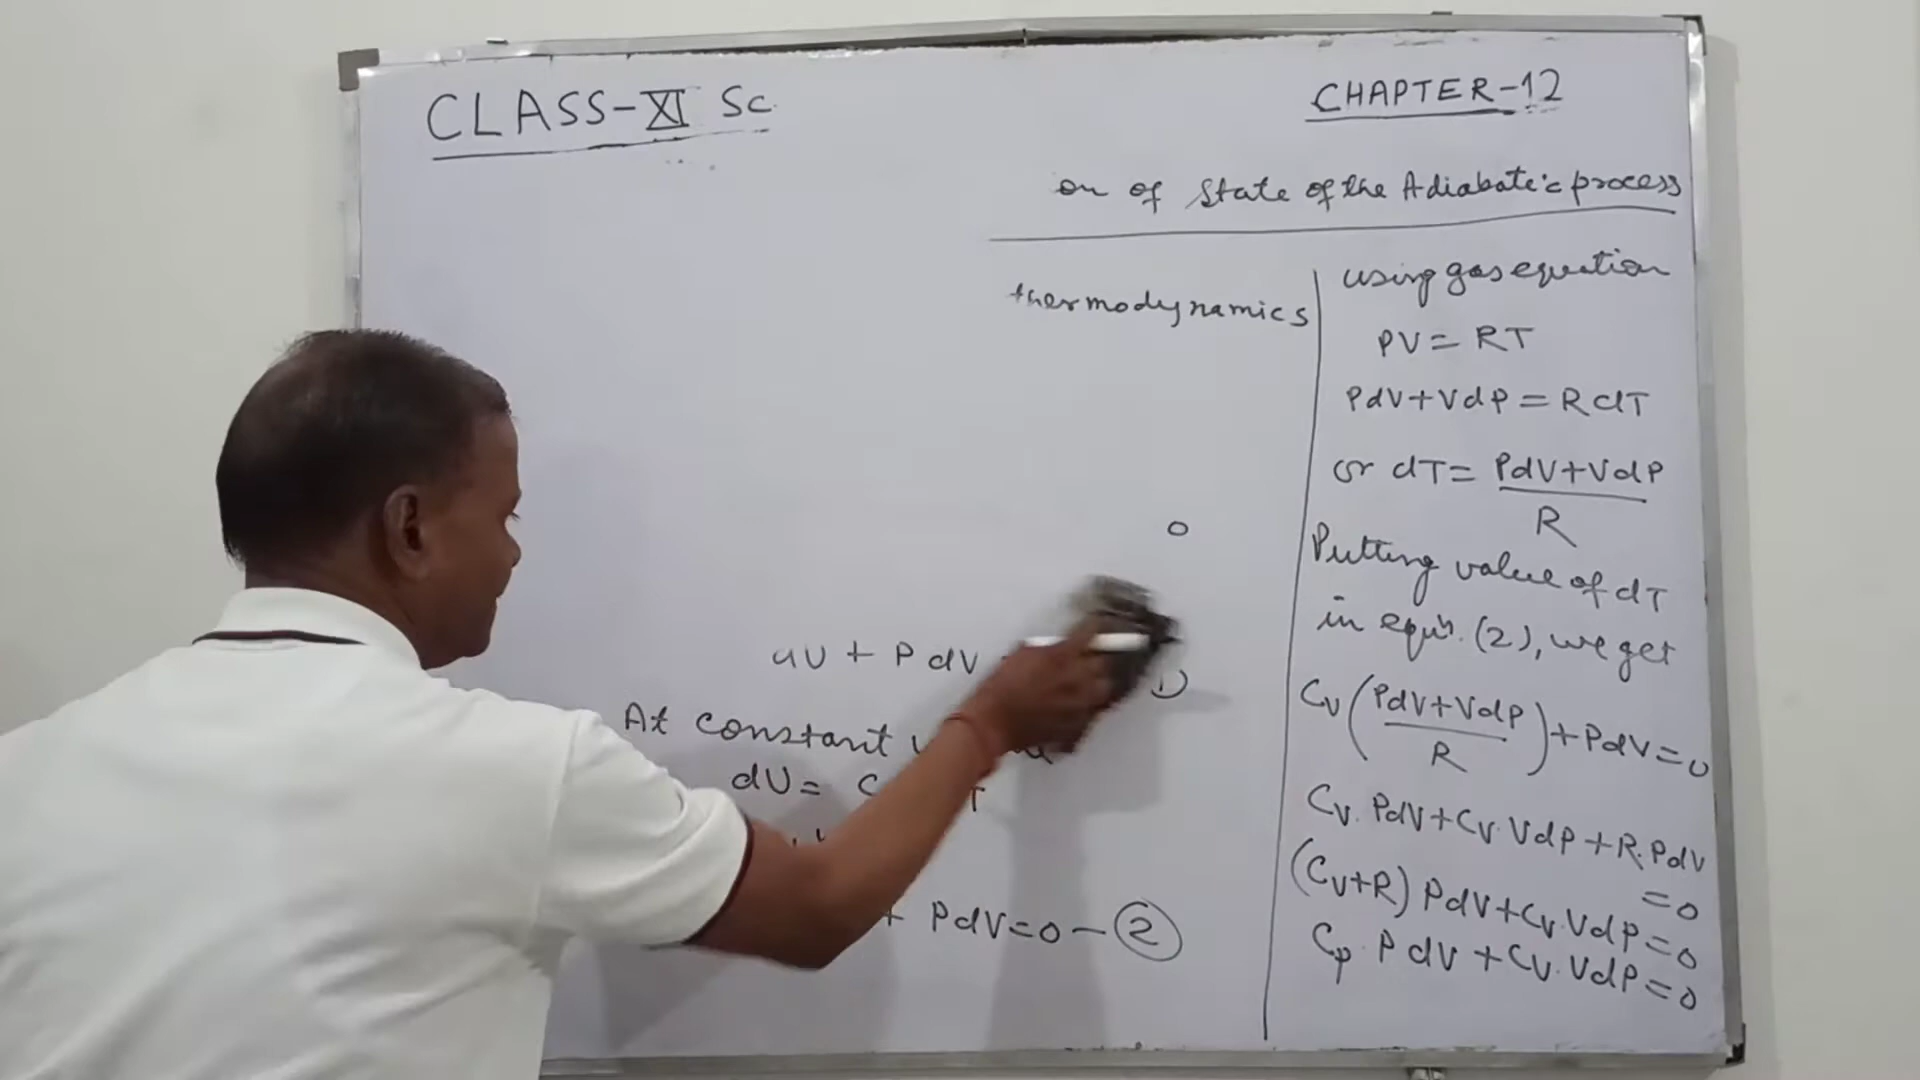 CLASS-XI Sc.
CHAPTER-12
on of State of the Adiabatic process
thermodynamics
0
dU + PdV
At constant
dU =
+ PdV=0 — 2
using gas equation
PV = RT
PdV+VdP = RdT
or dT = PdV+VdP
R
Putting value of dT
in equn. (2), we get
Cv (PdV+VdP / R) + PdV = 0
Cv. PdV+Cv. VdP + R. PdV
= 0
(Cv+R) PdV+Cv. VdP = 0
Cp. PdV + Cv. VdP = 0